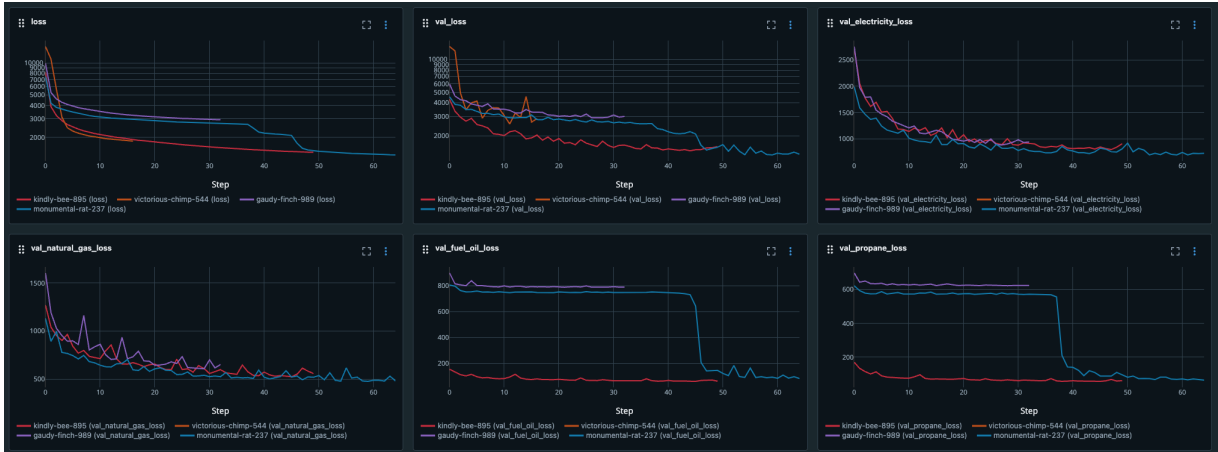 loss
10000
9000
8000
7000
6000
5000
4000
3000
2000
0 10 20 30 40 50 60
Step
kindly-bee-895 (loss) victorious-chimp-544 (loss) gaudy-finch-989 (loss)
monumental-rat-237 (loss)
val_loss
10000
9000
8000
7000
6000
5000
4000
3000
2000
0 10 20 30 40 50 60
Step
kindly-bee-895 (val_loss) victorious-chimp-544 (val_loss) gaudy-finch-989 (val_loss)
monumental-rat-237 (val_loss)
val_electricity_loss
2500
2000
1500
1000
0 10 20 30 40 50 60
Step
kindly-bee-895 (val_electricity_loss) victorious-chimp-544 (val_electricity_loss)
gaudy-finch-989 (val_electricity_loss) monumental-rat-237 (val_electricity_loss)
val_natural_gas_loss
1500
1000
500
0 10 20 30 40 50 60
Step
kindly-bee-895 (val_natural_gas_loss) victorious-chimp-544 (val_natural_gas_loss)
gaudy-finch-989 (val_natural_gas_loss) monumental-rat-237 (val_natural_gas_loss)
val_fuel_oil_loss
800
600
400
200
0 10 20 30 40 50 60
Step
kindly-bee-895 (val_fuel_oil_loss) victorious-chimp-544 (val_fuel_oil_loss)
gaudy-finch-989 (val_fuel_oil_loss) monumental-rat-237 (val_fuel_oil_loss)
val_propane_loss
600
400
200
0
0 10 20 30 40 50 60
Step
kindly-bee-895 (val_propane_loss) victorious-chimp-544 (val_propane_loss)
gaudy-finch-989 (val_propane_loss) monumental-rat-237 (val_propane_loss)